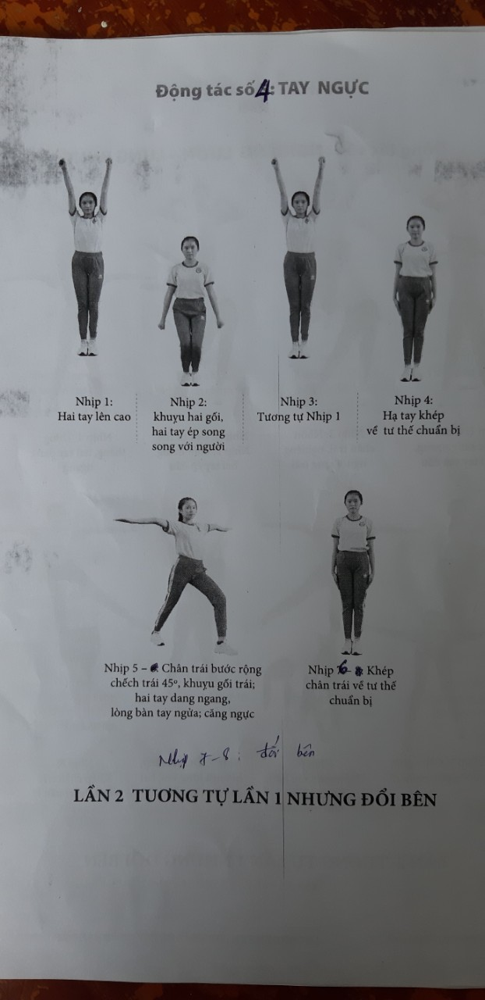 Động tác số 4: TAY NGỰC
Nhịp 1:
Hai tay lên cao
Nhịp 2:
khuỵu hai gối,
hai tay ép song
song với người
Nhịp 3:
Tương tự Nhịp 1
Nhịp 4:
Hạ tay khép
về tư thế chuẩn bị
Nhịp 5 – Chân trái bước rộng
chếch trái 45º, khuỵu gối trái;
hai tay dang ngang,
lòng bàn tay ngửa; căng ngực
Nhịp 6 Khép
chân trái về tư thế
chuẩn bị
Nhịp 7-8: đổi bên
LẦN 2 TUƠNG TỰ LẦN 1 NHƯNG ĐỔI BÊN